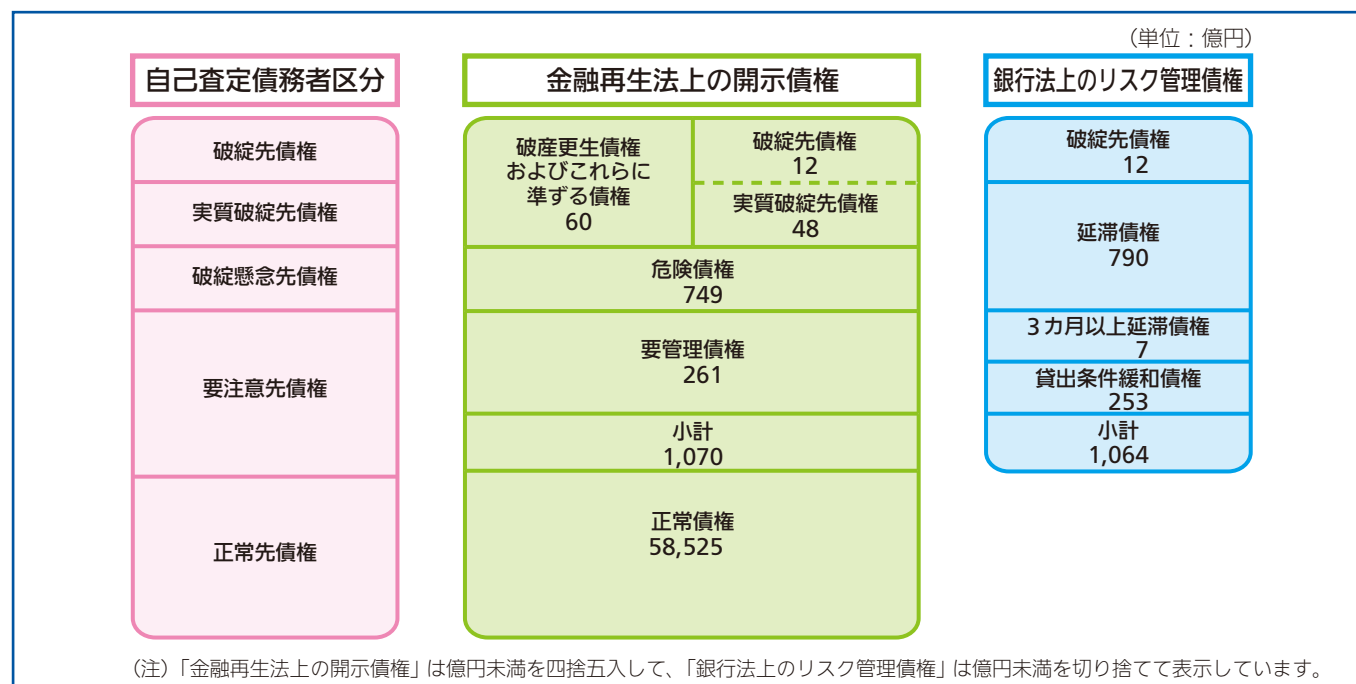 （単位：億円）
自己査定債務者区分
金融再生法上の開示債権
銀行法上のリスク管理債権
破綻先債権
実質破綻先債権
破綻懸念先債権
要注意先債権
正常先債権
破産更生債権
およびこれらに
準ずる債権
60
破綻先債権
12
実質破綻先債権
48
危険債権
749
要管理債権
261
小計
1,070
正常債権
58,525
破綻先債権
12
延滞債権
790
３カ月以上延滞債権
7
貸出条件緩和債権
253
小計
1,064
（注）「金融再生法上の開示債権」は億円未満を四捨五入して、「銀行法上のリスク管理債権」は億円未満を切り捨てて表示しています。